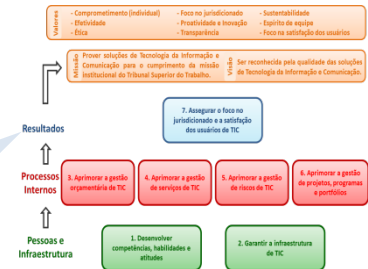 Valores
- Comprometimento (individual)
- Efetividade
- Ética
- Foco no jurisdicionado
- Proatividade e Inovação
- Transparência
- Sustentabilidade
- Espírito de equipe
- Foco na satisfação dos usuários
Missão
Prover soluções de Tecnologia da Informação e
Comunicação para o cumprimento da missão
institucional do Tribunal Superior do Trabalho.
Visão
Ser reconhecida pela qualidade das soluções
de Tecnologia da Informação e Comunicação.
Resultados
7. Assegurar o foco no
jurisdicionado e a satisfação
dos usuários de TIC
Processos
Internos
3. Aprimorar a gestão
orçamentária de TIC
4. Aprimorar a gestão
de serviços de TIC
5. Aprimorar a gestão
de riscos de TIC
6. Aprimorar a gestão
de projetos, programas
e portfólios
Pessoas e
Infraestrutura
1. Desenvolver
competências, habilidades e
atitudes
2. Garantir a infraestrutura
de TIC